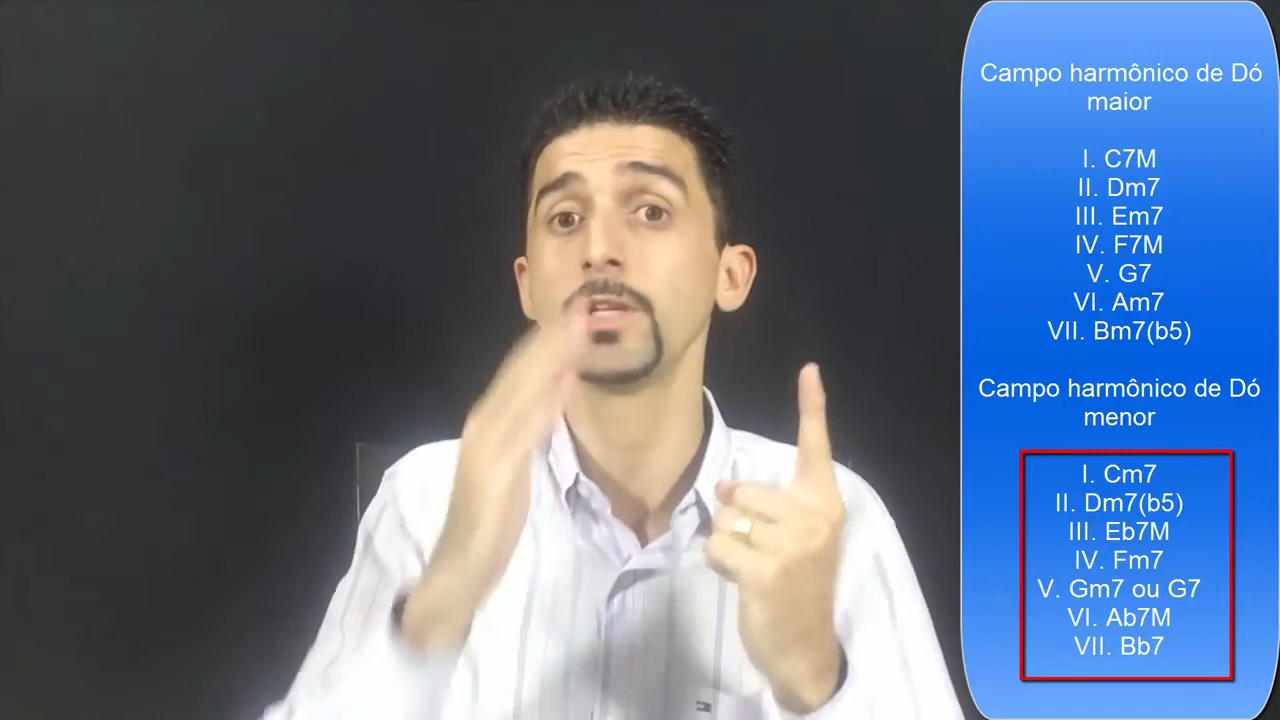 Campo harmônico de Dó
maior
I. C7M
II. Dm7
III. Em7
IV. F7M
V. G7
VI. Am7
VII. Bm7(b5)
Campo harmônico de Dó
menor
I. Cm7
II. Dm7(b5)
III. Eb7M
IV. Fm7
V. Gm7 ou G7
VI. Ab7M
VII. Bb7